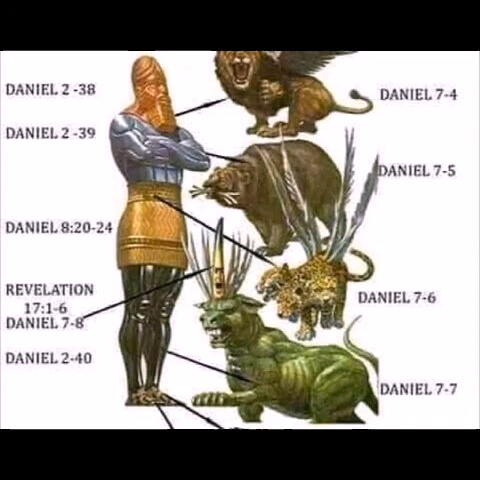 DANIEL 2 -38
DANIEL 7-4
DANIEL 2 -39
DANIEL 7-5
DANIEL 8:20-24
REVELATION
17:1-6
DANIEL 7-8
DANIEL 7-6
DANIEL 2-40
DANIEL 7-7